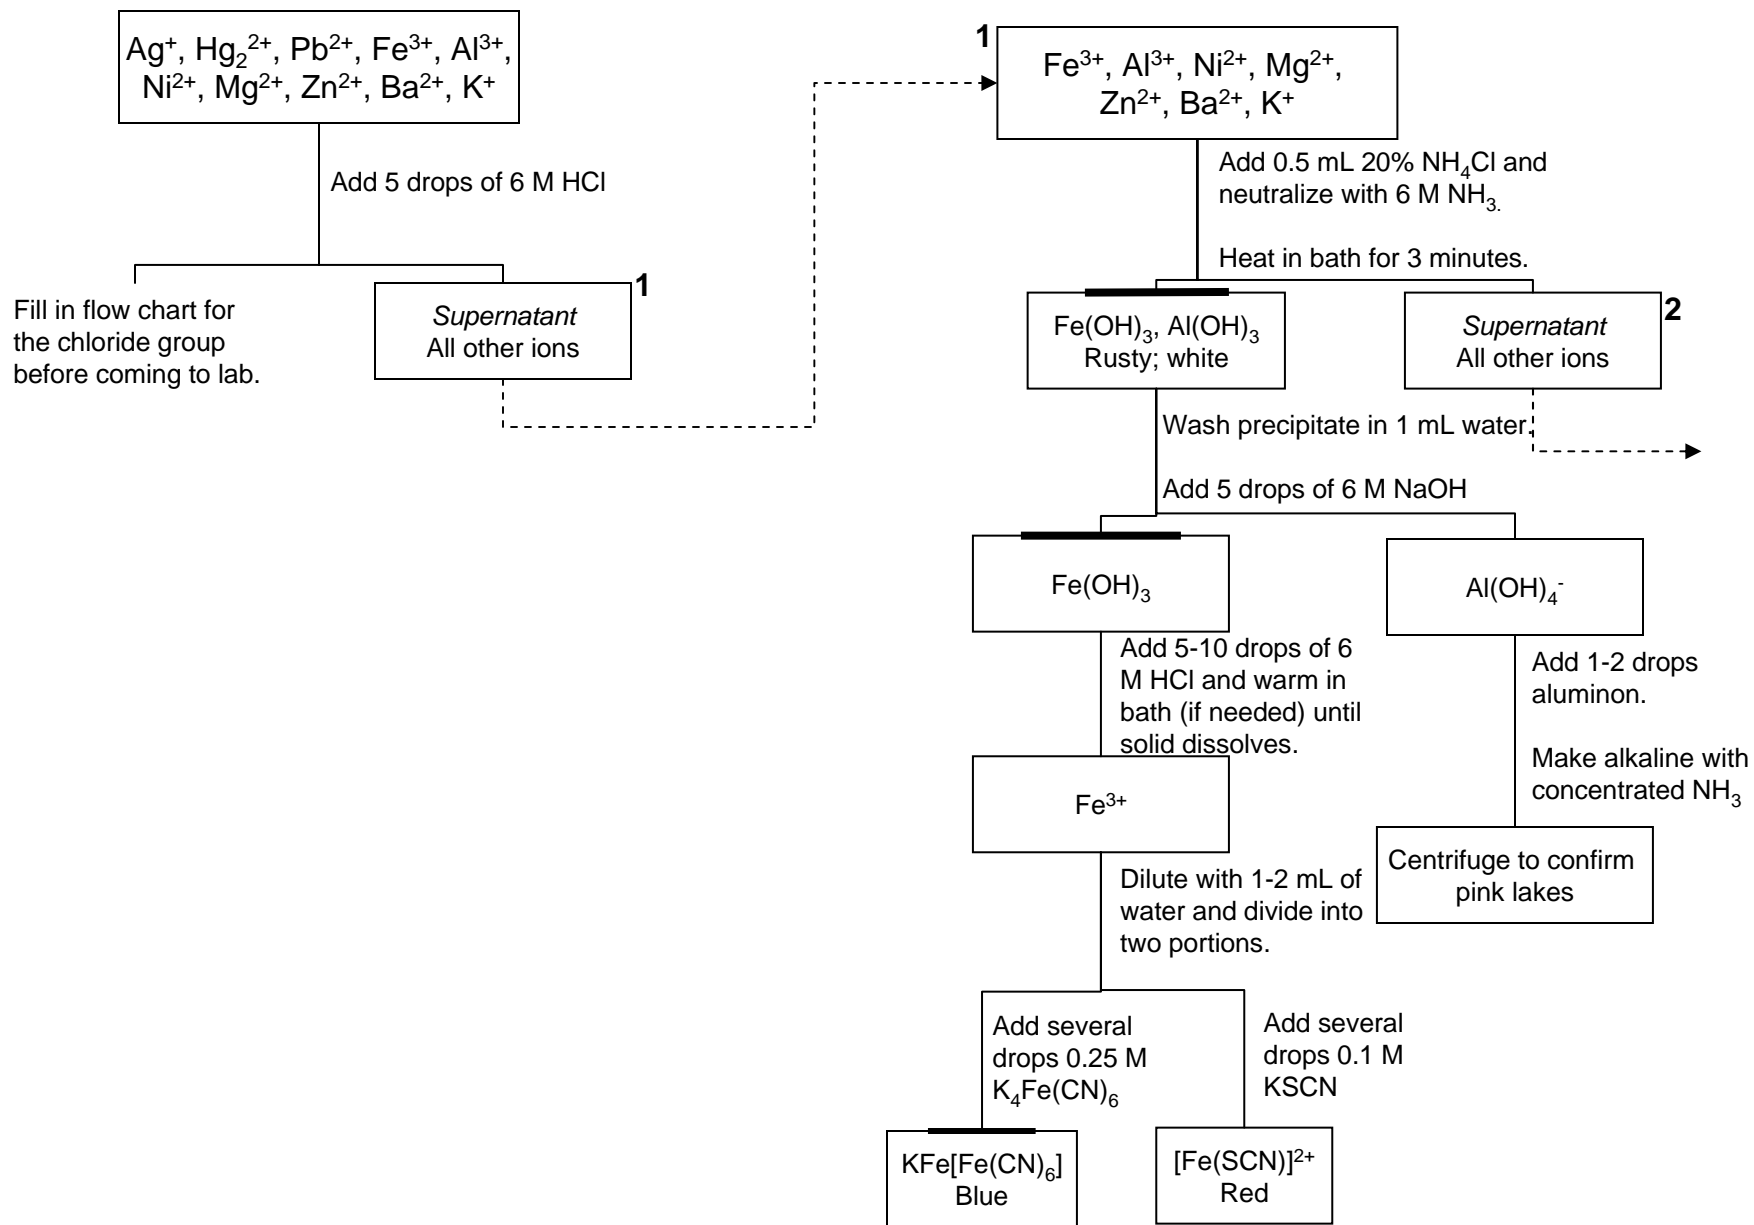 Ag⁺, Hg₂²⁺, Pb²⁺, Fe³⁺, Al³⁺,
Ni²⁺, Mg²⁺, Zn²⁺, Ba²⁺, K⁺
Add 5 drops of 6 M HCl
Fill in flow chart for
the chloride group
before coming to lab.
1
Supernatant
All other ions
1
Fe³⁺, Al³⁺, Ni²⁺, Mg²⁺,
Zn²⁺, Ba²⁺, K⁺
Add 0.5 mL 20% NH₄Cl and
neutralize with 6 M NH₃.
Heat in bath for 3 minutes.
Fe(OH)₃, Al(OH)₃
Rusty; white
2
Supernatant
All other ions
Wash precipitate in 1 mL water.
Add 5 drops of 6 M NaOH
Fe(OH)₃
Al(OH)₄⁻
Add 5-10 drops of 6
M HCl and warm in
bath (if needed) until
solid dissolves.
Add 1-2 drops
aluminon.
Make alkaline with
concentrated NH₃
Fe³⁺
Centrifuge to confirm
pink lakes
Dilute with 1-2 mL of
water and divide into
two portions.
Add several
drops 0.25 M
K₄Fe(CN)₆
Add several
drops 0.1 M
KSCN
KFe[Fe(CN)₆]
Blue
[Fe(SCN)]²⁺
Red